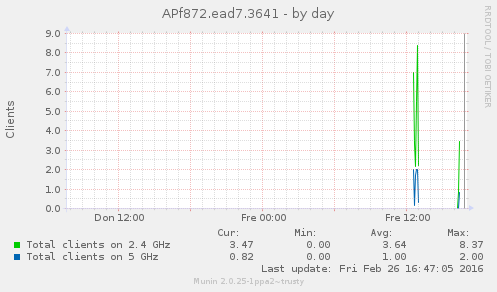 APf872.ead7.3641 - by day
RRDTOOL / TOBI OETIKER
Clients
9.0
8.0
7.0
6.0
5.0
4.0
3.0
2.0
1.0
0.0
Don 12:00 Fre 00:00 Fre 12:00
Cur: Min: Avg: Max:
Total clients on 2.4 GHz 3.47 0.00 3.64 8.37
Total clients on 5 GHz 0.82 0.00 1.00 2.00
Last update: Fri Feb 26 16:47:05 2016
Munin 2.0.25-1ppa2~trusty